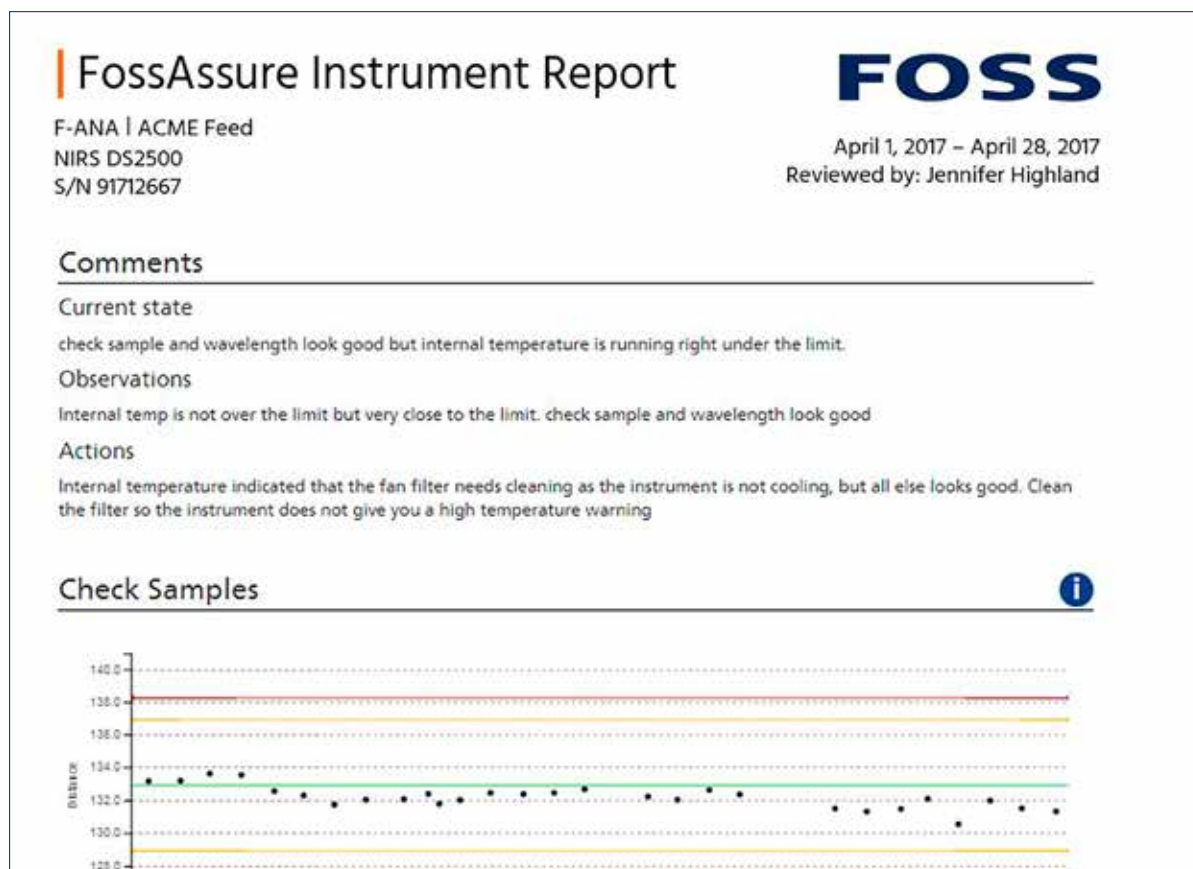 FossAssure Instrument Report
FOSS
F-ANA | ACME Feed
NIRS DS2500
S/N 91712667
April 1, 2017 – April 28, 2017
Reviewed by: Jennifer Highland
Comments
Current state
check sample and wavelength look good but internal temperature is running right under the limit.
Observations
Internal temp is not over the limit but very close to the limit. check sample and wavelength look good
Actions
Internal temperature indicated that the fan filter needs cleaning as the instrument is not cooling, but all else looks good. Clean
the filter so the instrument does not give you a high temperature warning
Check Samples
i
140.0
138.0
136.0
134.0
132.0
130.0
128.0
Distance